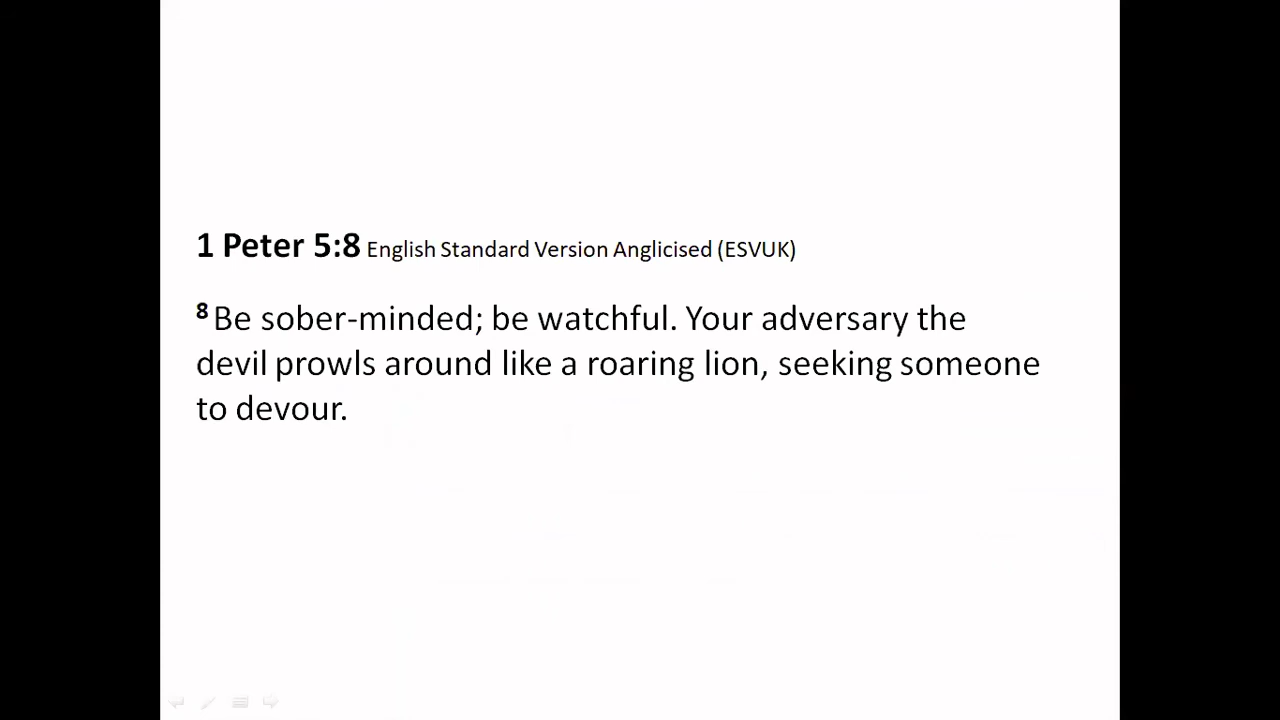 1 Peter 5:8 English Standard Version Anglicised (ESVUK)
8 Be sober-minded; be watchful. Your adversary the
devil prowls around like a roaring lion, seeking someone
to devour.